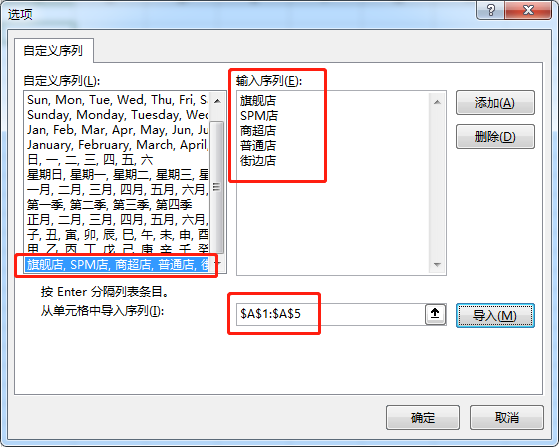 选项
自定义序列
自定义序列(L):
输入序列(E):
Sun, Mon, Tue, Wed, Thu, Fri, Sa
Sunday, Monday, Tuesday, Wed
Jan, Feb, Mar, Apr, May, Jun, Ju
January, February, March, April,
日, 一, 二, 三, 四, 五, 六
星期日, 星期一, 星期二, 星期三, 星
一月, 二月, 三月, 四月, 五月, 六月,
第一季, 第二季, 第三季, 第四季
正月, 二月, 三月, 四月, 五月, 六月,
子, 丑, 寅, 卯, 辰, 巳, 午, 未, 申, 酉
甲, 乙, 丙, 丁, 戊, 己, 庚, 辛, 壬, 癸
旗舰店, SPM店, 商超店, 普通店, 街
旗舰店
SPM店
商超店
普通店
街边店
添加(A)
删除(D)
按 Enter 分隔列表条目。
从单元格中导入序列(I):
$A$1:$A$5
导入(M)
确定
取消